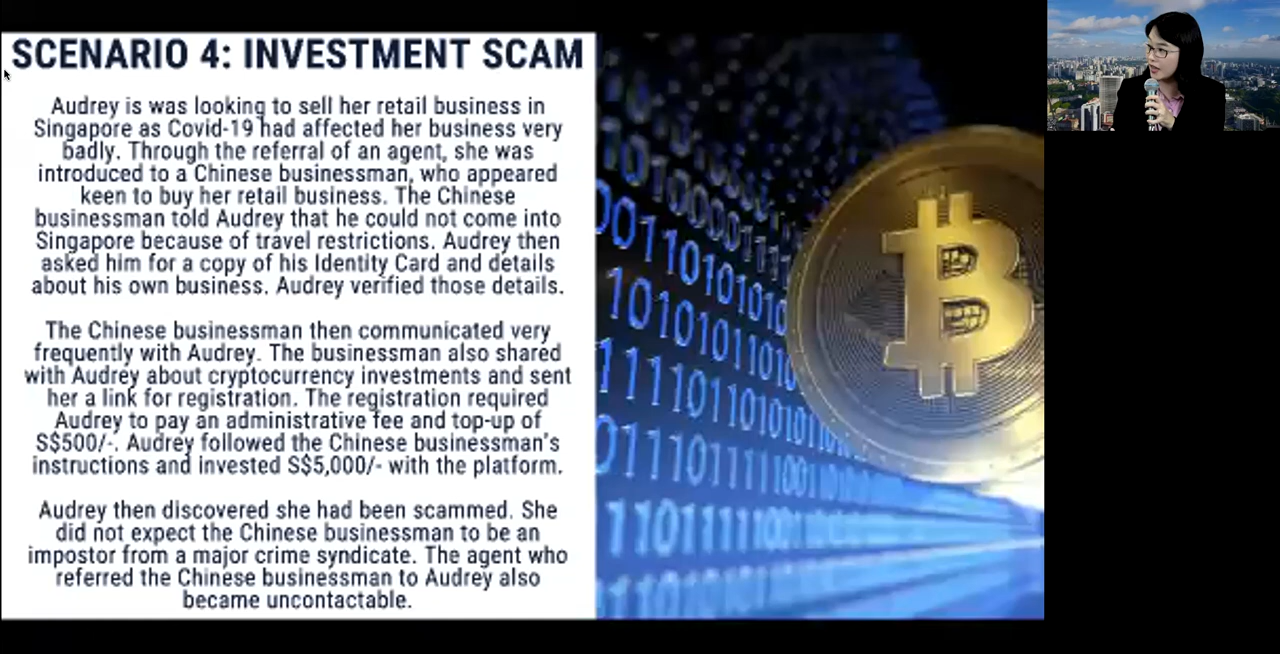 SCENARIO 4: INVESTMENT SCAM
Audrey is was looking to sell her retail business in
Singapore as Covid-19 had affected her business very
badly. Through the referral of an agent, she was
introduced to a Chinese businessman, who appeared
keen to buy her retail business. The Chinese
businessman told Audrey that he could not come into
Singapore because of travel restrictions. Audrey then
asked him for a copy of his Identity Card and details
about his own business. Audrey verified those details.
The Chinese businessman then communicated very
frequently with Audrey. The businessman also shared
with Audrey about cryptocurrency investments and sent
her a link for registration. The registration required
Audrey to pay an administrative fee and top-up of
S$500/-. Audrey followed the Chinese businessman's
instructions and invested S$5,000/- with the platform.
Audrey then discovered she had been scammed. She
did not expect the Chinese businessman to be an
impostor from a major crime syndicate. The agent who
referred the Chinese businessman to Audrey also
became uncontactable.